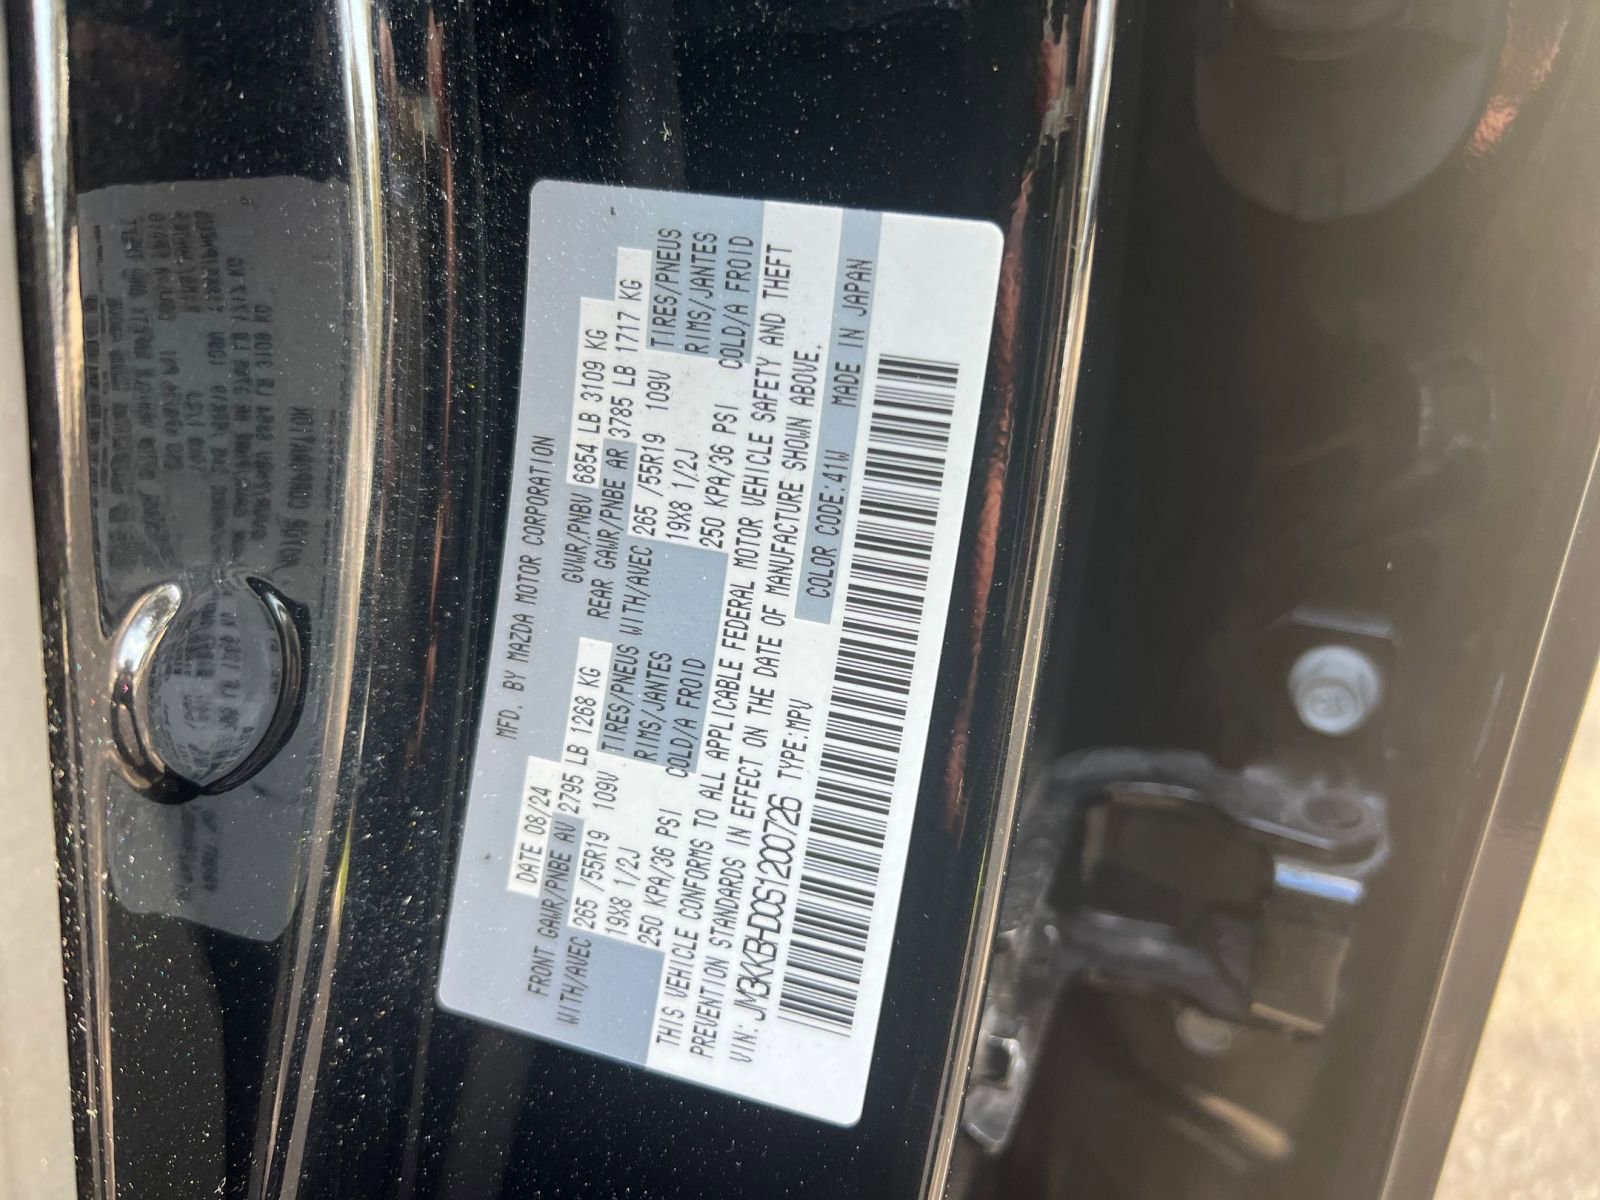 MFD. BY MAZDA MOTOR CORPORATION
DATE 08/24 GVWR/PNBV 6854 LB 3109 KG
FRONT GAWR/PNBE AV 2795 LB 1268 KG REAR GAWR/PNBE AR 3785 LB 1717 KG
WITH/AVEC 265 /55R19 109V TIRES/PNEUS WITH/AVEC 265 /55R19 109V TIRES/PNEUS
19X8 1/2J RIMS/JANTES 19X8 1/2J RIMS/JANTES
250 KPA/36 PSI COLD/A FROID 250 KPA/36 PSI COLD/A FROID
THIS VEHICLE CONFORMS TO ALL APPLICABLE FEDERAL MOTOR VEHICLE SAFETY AND THEFT
PREVENTION STANDARDS IN EFFECT ON THE DATE OF MANUFACTURE SHOWN ABOVE.
VIN: JM3KKBHD0S1200726 TYPE:MPV COLOR CODE:41W MADE IN JAPAN